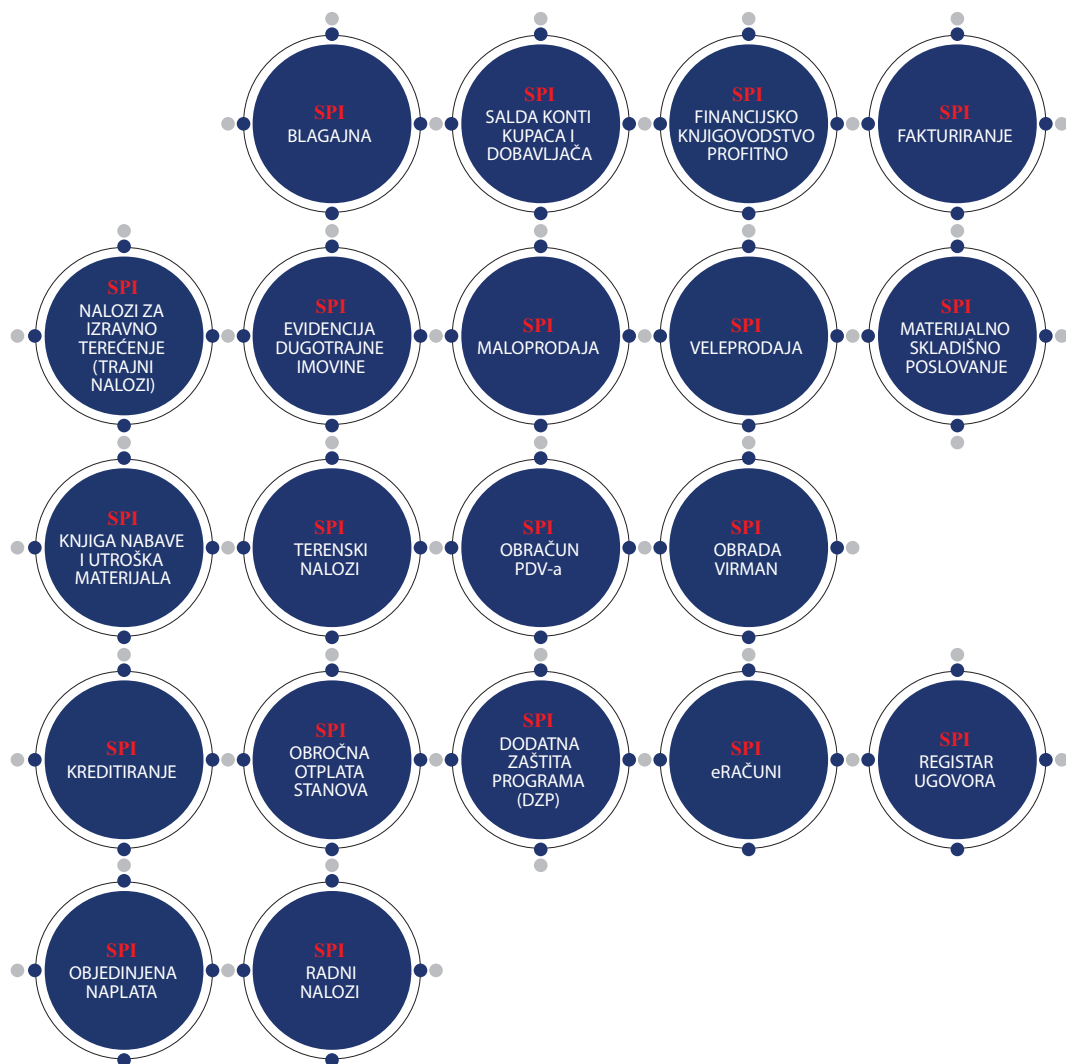 SPI
BLAGAJNA
SPI
SALDA KONTI
KUPACA I
DOBAVLJAČA
SPI
FINANCIJSKO
KNJIGOVODSTVO
PROFITNO
SPI
FAKTURIRANJE
SPI
NALOZI ZA
IZRAVNO
TEREĆENJE
(TRAJNI
NALOZI)
SPI
EVIDENCIJA
DUGOTRAJNE
IMOVINE
SPI
MALOPRODAJA
SPI
VELEPRODAJA
SPI
MATERIJALNO
SKLADIŠNO
POSLOVANJE
SPI
KNJIGA NABAVE
I UTROŠKA
MATERIJALA
SPI
TERENSKI
NALOZI
SPI
OBRAČUN
PDV-a
SPI
OBRADA
VIRMAN
SPI
KREDITIRANJE
SPI
OBROČNA
OTPLATA
STANOVA
SPI
DODATNA
ZAŠTITA
PROGRAMA
(DZP)
SPI
eRAČUNI
SPI
REGISTAR
UGOVORA
SPI
OBJEDINJENA
NAPLATA
SPI
RADNI
NALOZI